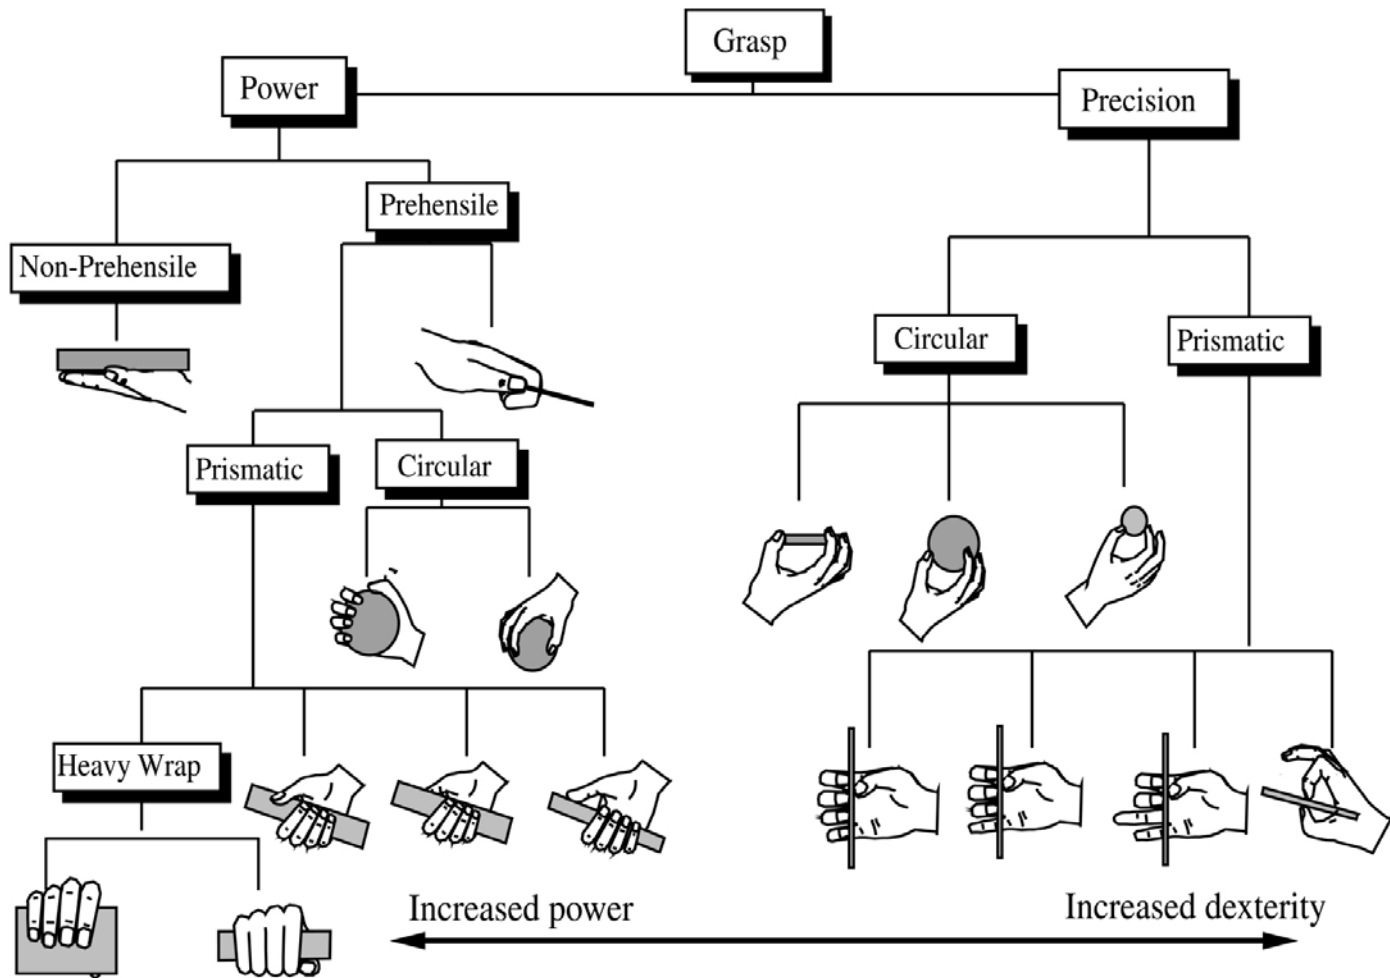 Grasp
Power
Precision
Prehensile
Non-Prehensile
Circular
Prismatic
Prismatic
Circular
Heavy Wrap
Increased power
Increased dexterity